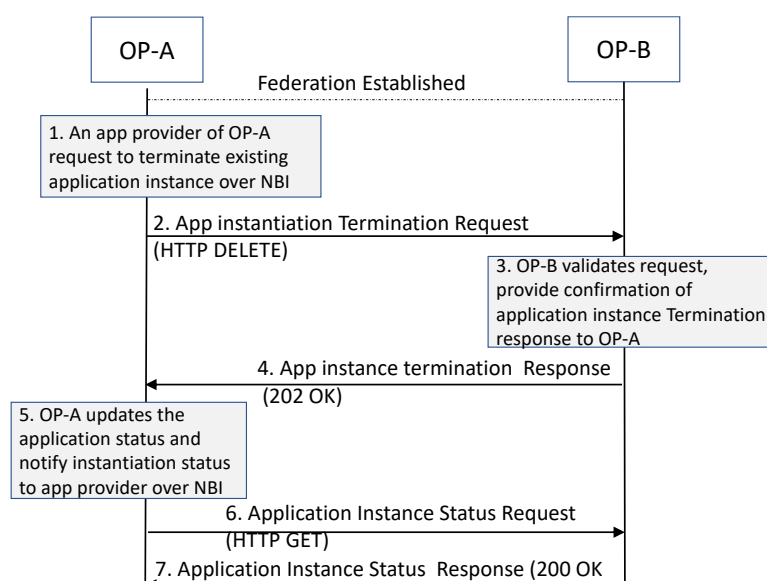 OP-A
OP-B
Federation Established
1. An app provider of OP-A
request to terminate existing
application instance over NBI
2. App instantiation Termination Request
(HTTP DELETE)
3. OP-B validates request,
provide confirmation of
application instance Termination
response to OP-A
4. App instance termination  Response
(202 OK)
5. OP-A updates the
application status and
notify instantiation status
to app provider over NBI
6. Application Instance Status Request
(HTTP GET)
7. Application Instance Status  Response (200 OK